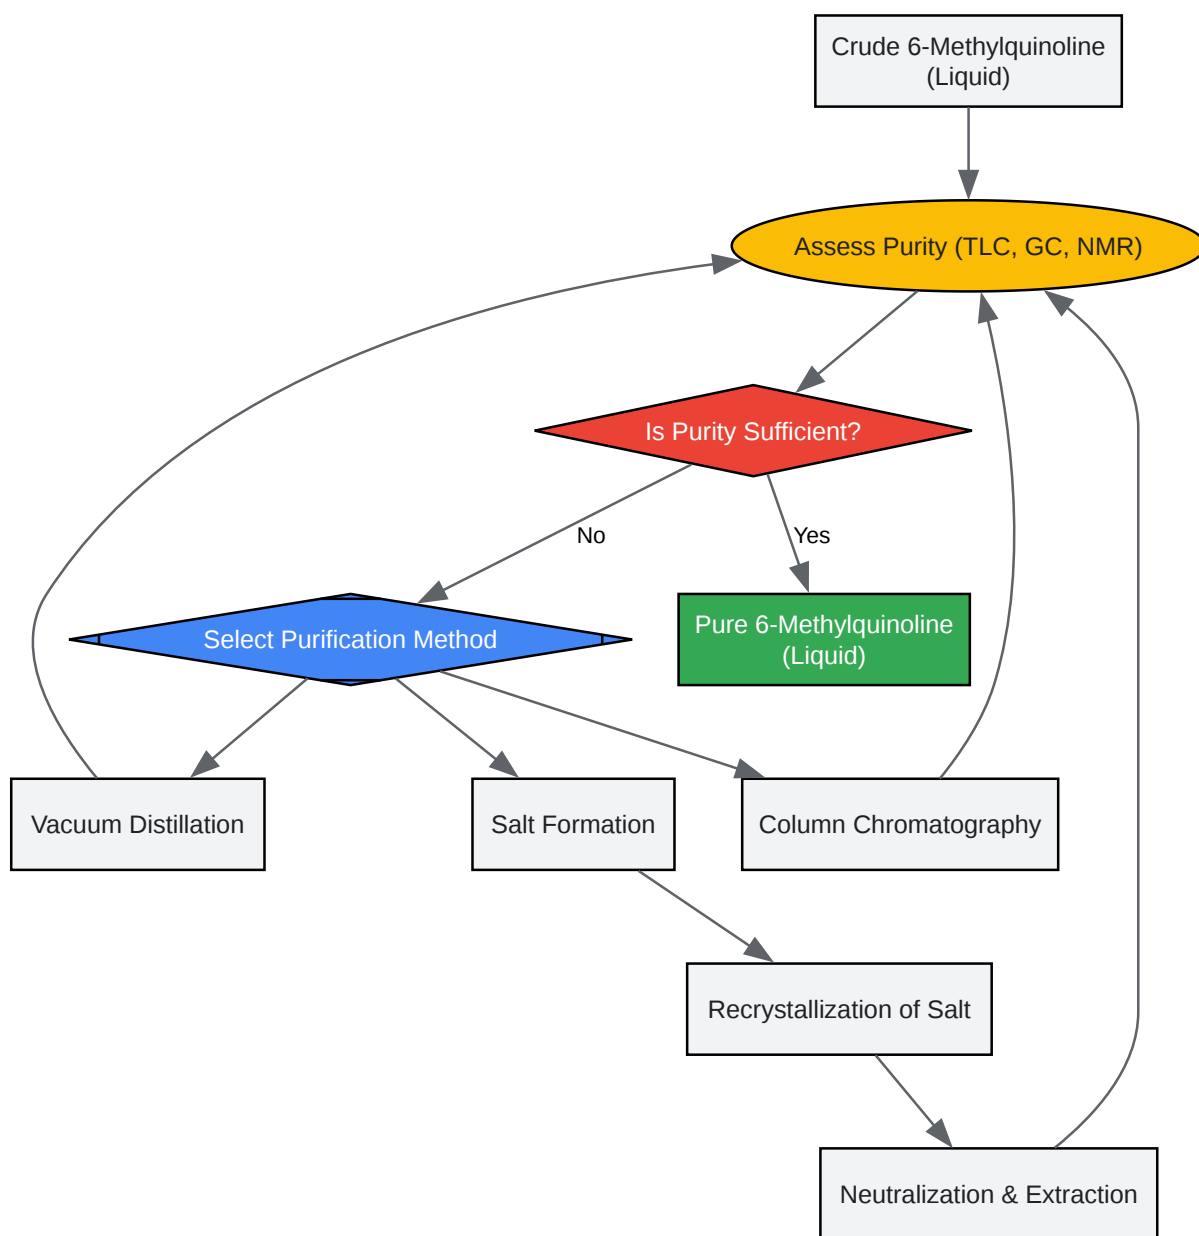 Crude 6-Methylquinoline
(Liquid)
Assess Purity (TLC, GC, NMR)
Is Purity Sufficient?
No
Yes
Select Purification Method
Pure 6-Methylquinoline
(Liquid)
Vacuum Distillation
Salt Formation
Column Chromatography
Recrystallization of Salt
Neutralization & Extraction